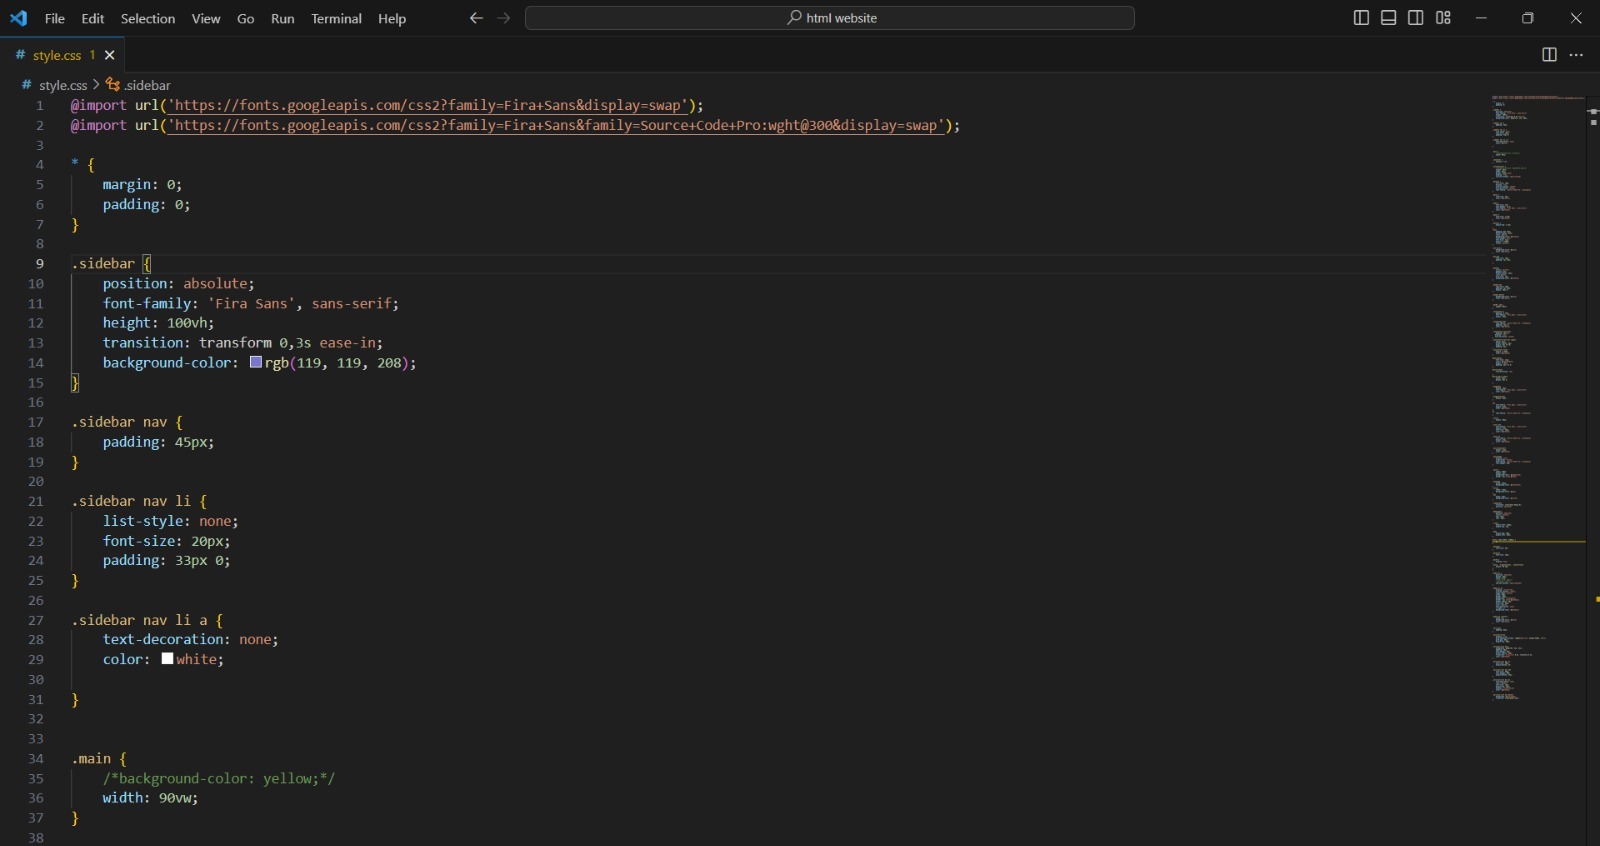 File Edit Selection View Go Run Terminal Help
html website
# style.css 1
# style.css > .sidebar
1 @import url('https://fonts.googleapis.com/css2?family=Fira+Sans&display=swap');
2 @import url('https://fonts.googleapis.com/css2?family=Fira+Sans&family=Source+Code+Pro:wght@300&display=swap');
3
4 * {
5 margin: 0;
6 padding: 0;
7 }
8
9 .sidebar {
10 position: absolute;
11 font-family: 'Fira Sans', sans-serif;
12 height: 100vh;
13 transition: transform 0,3s ease-in;
14 background-color: rgb(119, 119, 208);
15 }
16
17 .sidebar nav {
18 padding: 45px;
19 }
20
21 .sidebar nav li {
22 list-style: none;
23 font-size: 20px;
24 padding: 33px 0;
25 }
26
27 .sidebar nav li a {
28 text-decoration: none;
29 color: white;
30
31 }
32
33
34 .main {
35 /*background-color: yellow;*/
36 width: 90vw;
37 }
38